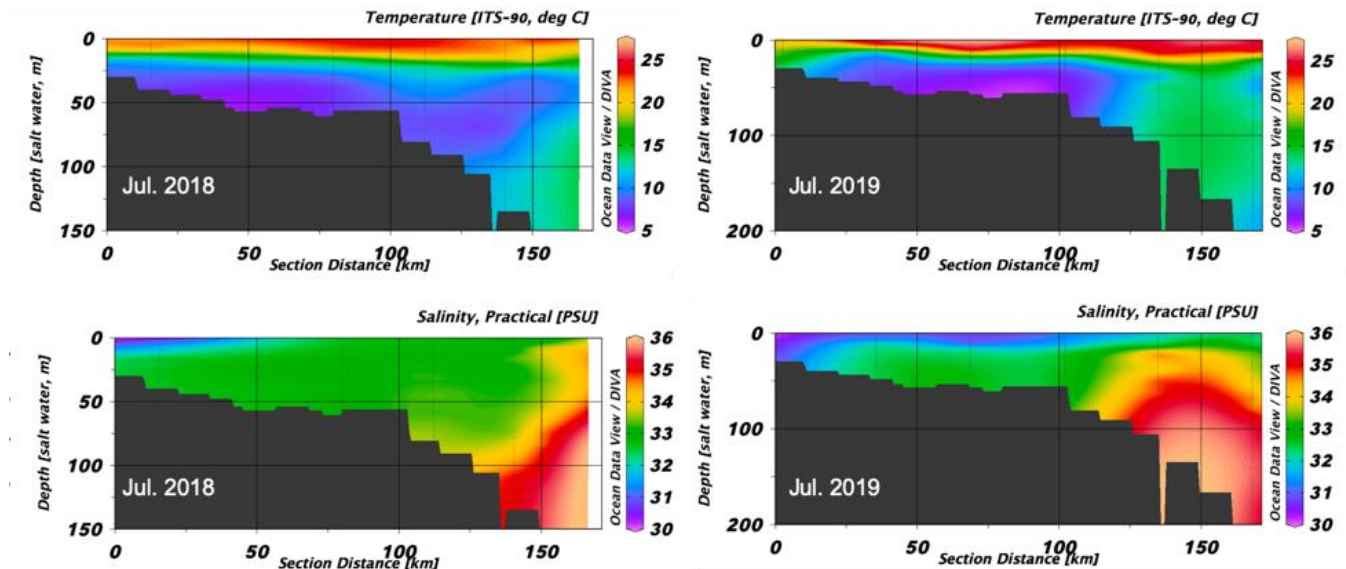 Temperature [ITS-90, deg C]
0
50
100
150
Depth [salt water, m]
Jul. 2018
0 50 100 150
Section Distance [km]
25
20
15
10
5
Ocean Data View / DIVA
Temperature [ITS-90, deg C]
0
100
200
Depth [salt water, m]
Jul. 2019
0 50 100 150
Section Distance [km]
25
20
15
10
5
Ocean Data View / DIVA
Salinity, Practical [PSU]
0
50
100
150
Depth [salt water, m]
Jul. 2018
0 50 100 150
Section Distance [km]
36
35
34
33
32
31
30
Ocean Data View / DIVA
Salinity, Practical [PSU]
0
100
200
Depth [salt water, m]
Jul. 2019
0 50 100 150
Section Distance [km]
36
35
34
33
32
31
30
Ocean Data View / DIVA